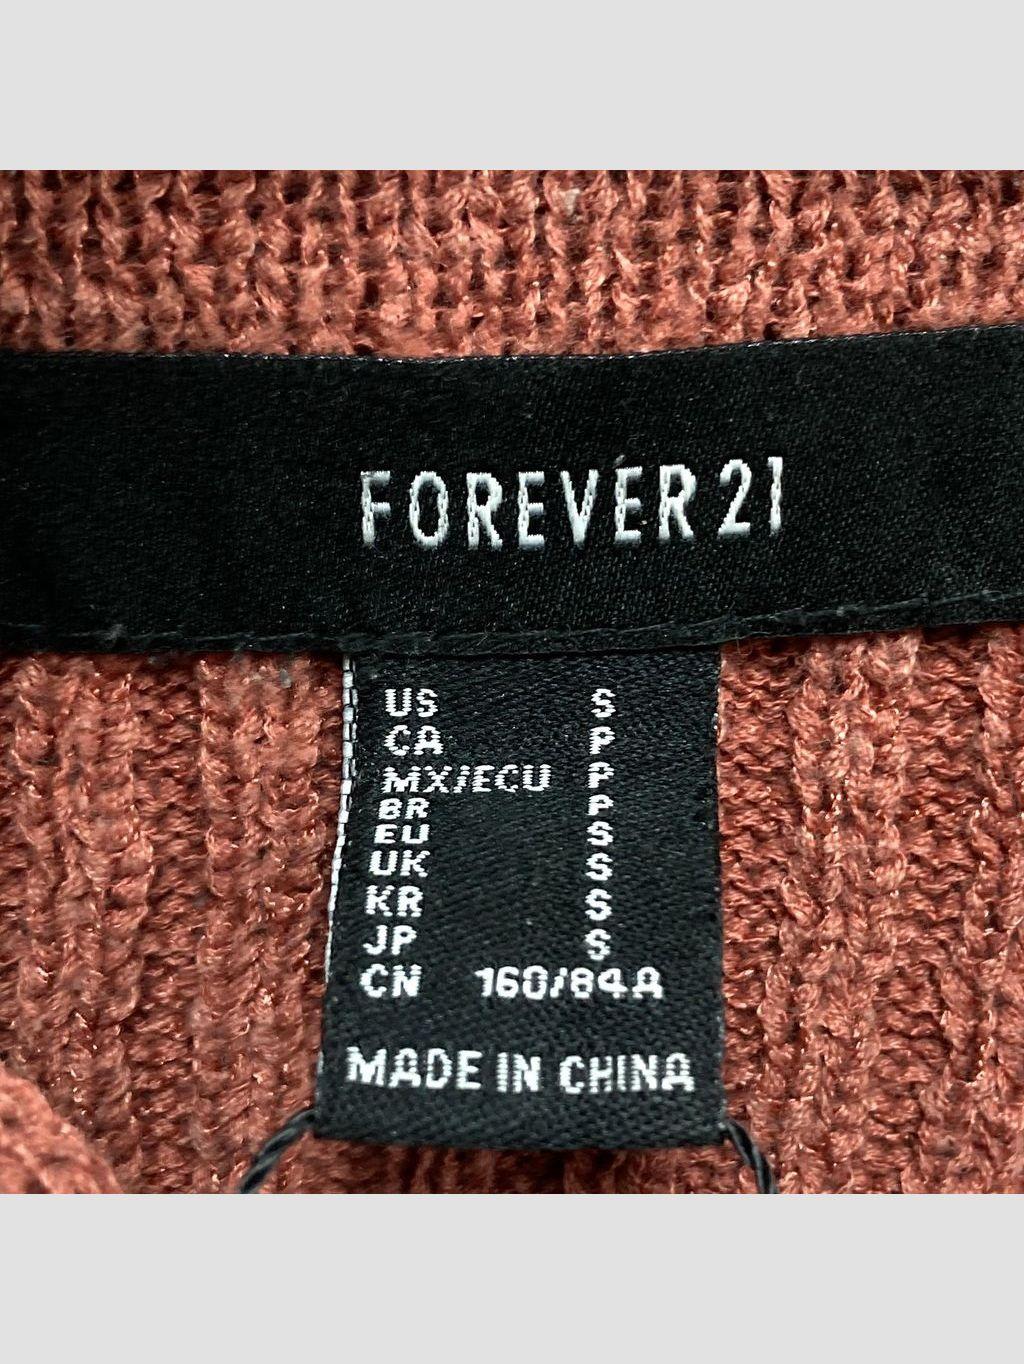 FOREVER 21
US S
CA P
MX/ECU P
BR P
EU S
UK S
KR S
JP S
CN 160/84A
MADE IN CHINA